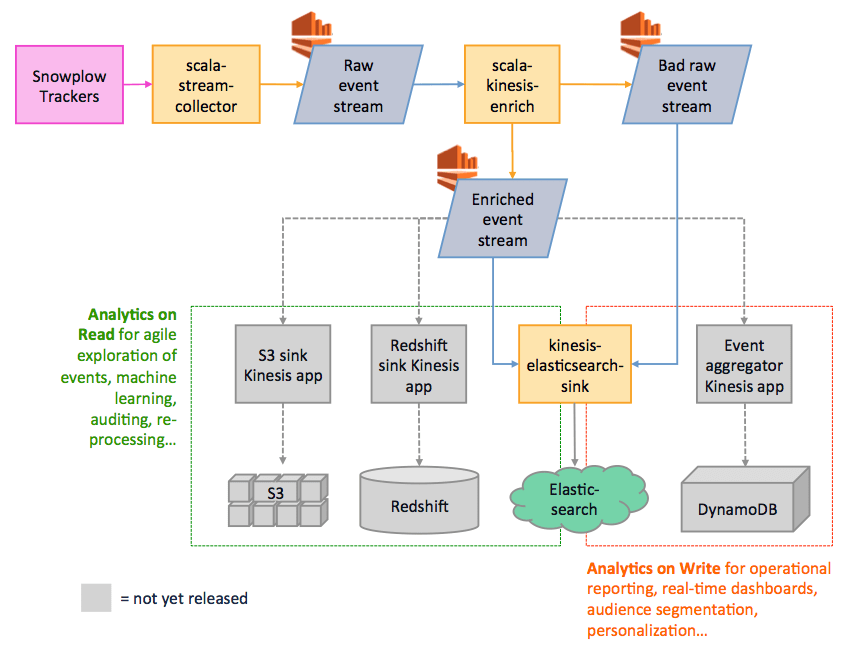 Snowplow
Trackers
scala-
stream-
collector
Raw
event
stream
scala-
kinesis-
enrich
Bad raw
event
stream
Enriched
event
stream
Analytics on
Read for agile
exploration of
events, machine
learning,
auditing, re-
processing...
S3 sink
Kinesis app
Redshift
sink Kinesis
app
kinesis-
elasticsearch-
sink
Event
aggregator
Kinesis app
S3
Redshift
Elastic-
search
DynamoDB
Analytics on Write for operational
reporting, real-time dashboards,
audience segmentation,
personalization...
= not yet released